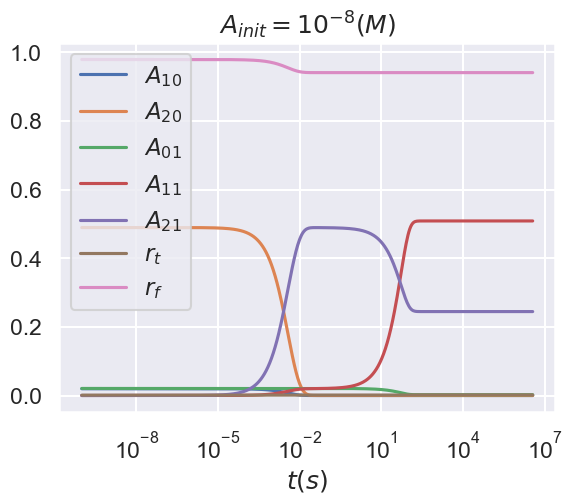 A_{init} = 10^{-8}(M)
1.0
0.8
0.6
0.4
0.2
0.0
A_{10}
A_{20}
A_{01}
A_{11}
A_{21}
r_t
r_f
10^{-8} 10^{-5} 10^{-2} 10^{1} 10^{4} 10^{7}
t(s)